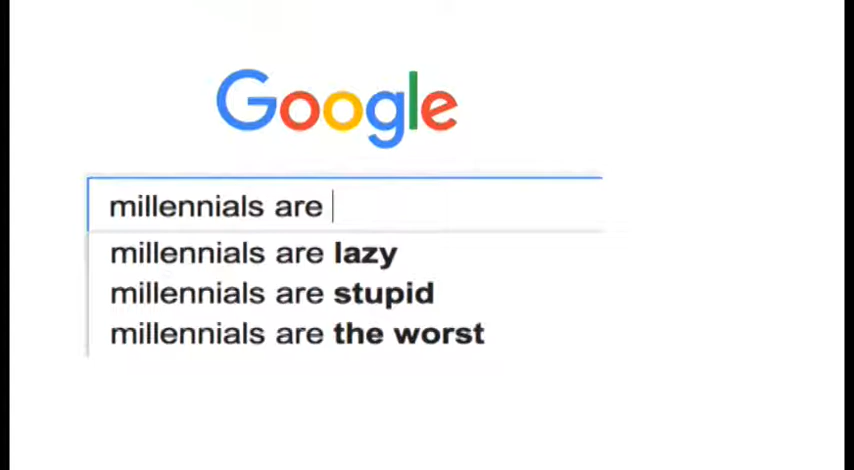 Google
millennials are
millennials are lazy
millennials are stupid
millennials are the worst